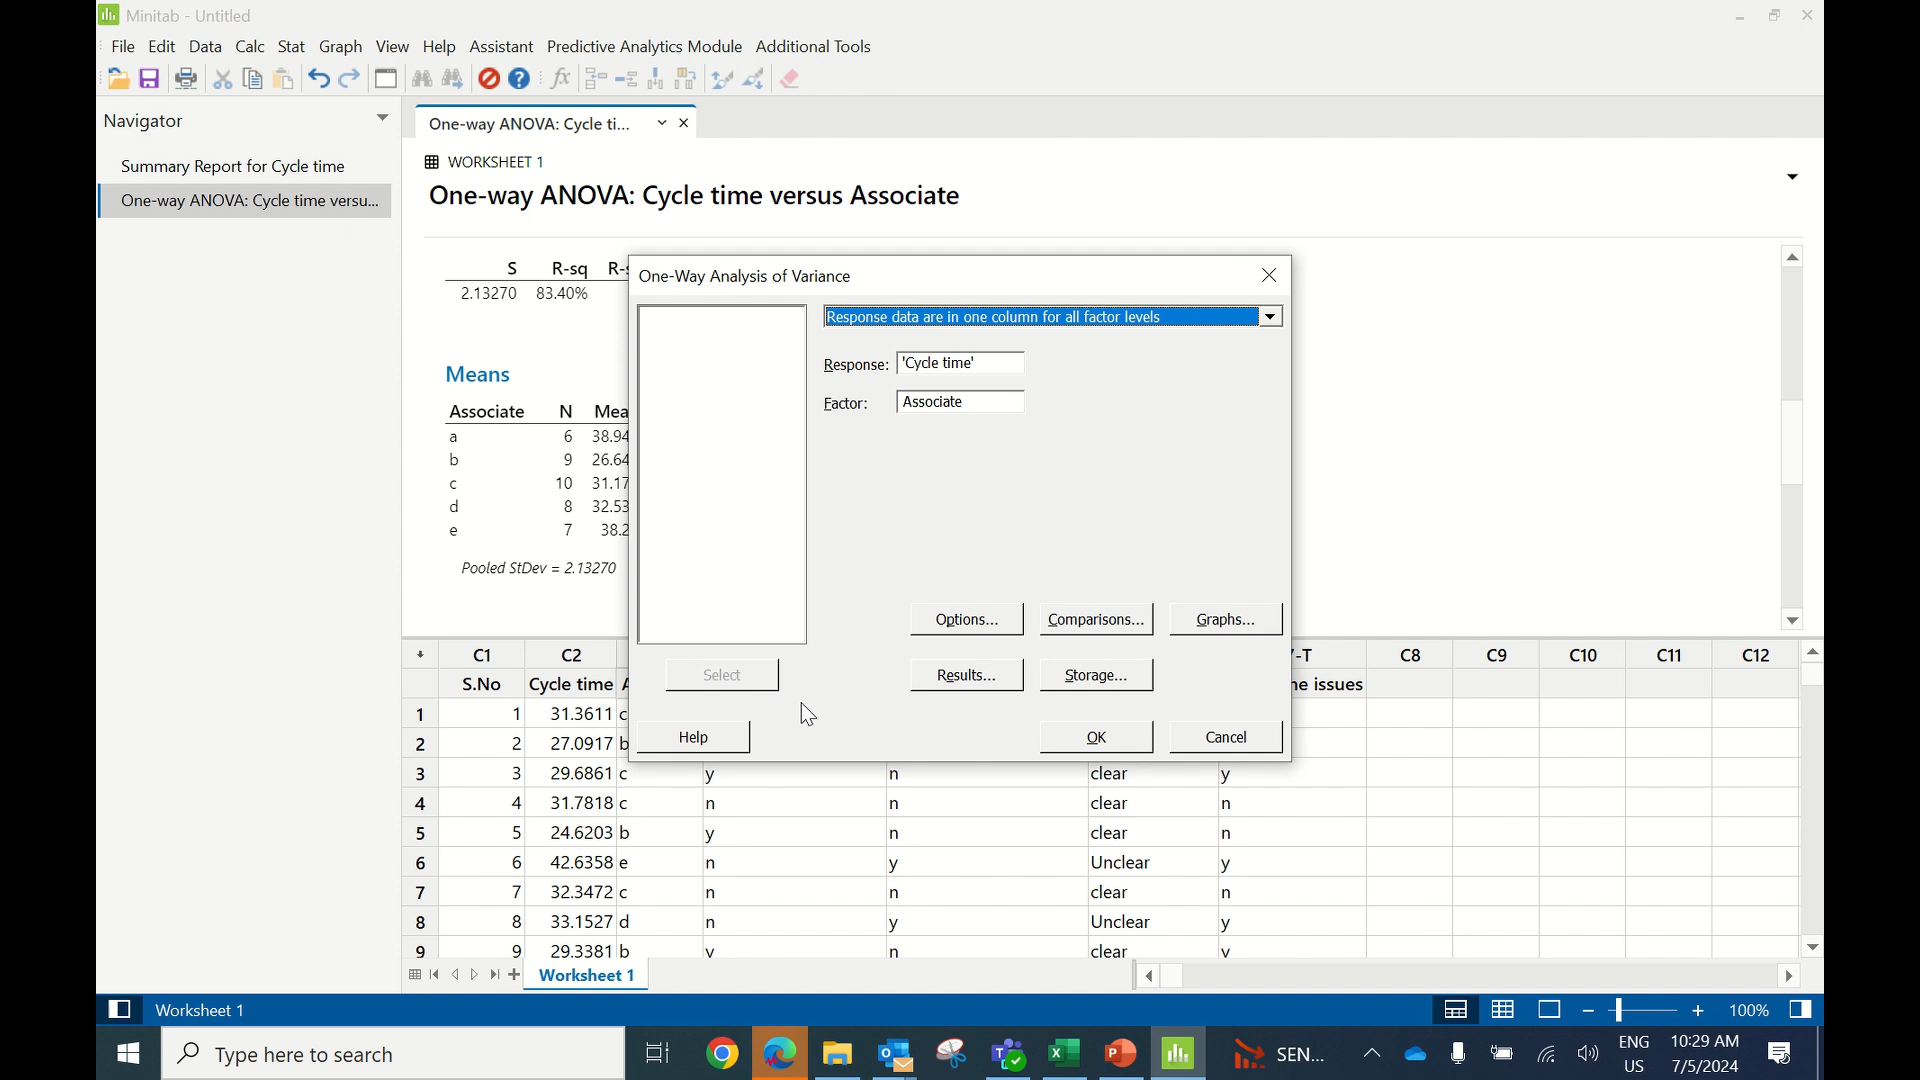 Minitab - Untitled
File Edit Data Calc Stat Graph View Help Assistant Predictive Analytics Module Additional Tools
Navigator
Summary Report for Cycle time
One-way ANOVA: Cycle time versu...
One-way ANOVA: Cycle ti...
WORKSHEET 1
One-way ANOVA: Cycle time versus Associate
S R-sq
2.13270 83.40%
Means
Associate N Mea
a 6 38.94
b 9 26.64
c 10 31.17
d 8 32.53
e 7 38.2
Pooled StDev = 2.13270
One-Way Analysis of Variance
Response data are in one column for all factor levels
Response: 'Cycle time'
Factor: Associate
Options... Comparisons... Graphs...
Select Results... Storage...
Help OK Cancel
C1 C2 -T C8 C9 C10 C11 C12
S.No Cycle time issues
1 1 31.3611 c
2 2 27.0917 b
3 3 29.6861 c y n clear y
4 4 31.7818 c n n clear n
5 5 24.6203 b y n clear n
6 6 42.6358 e n y Unclear y
7 7 32.3472 c n n clear n
8 8 33.1527 d n y Unclear y
9 9 29.3381 b y n clear y
Worksheet 1
Worksheet 1 100%
Type here to search
SEN...
ENG
US
10:29 AM
7/5/2024